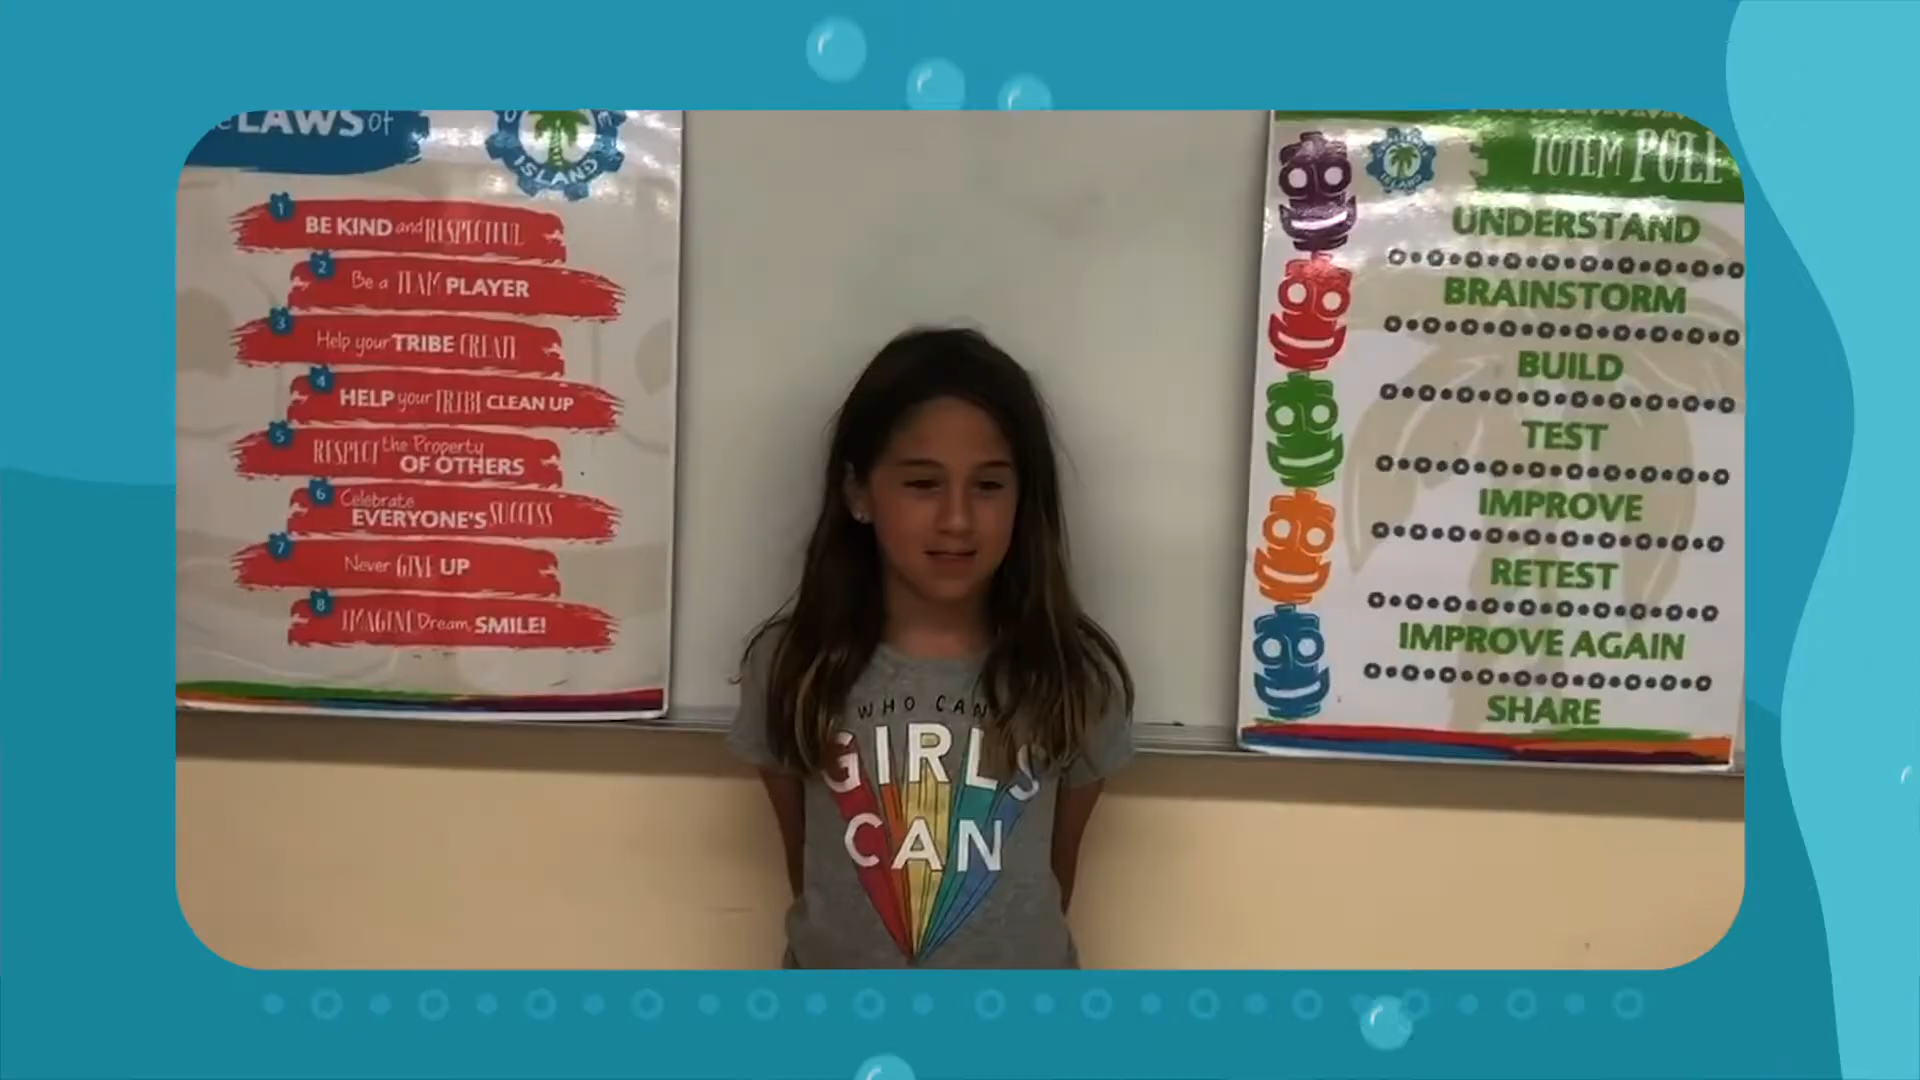 LAWS of
ISLAND
1
BE KIND and RESPECTFUL
2
Be a TEAM PLAYER
3
Help your TRIBE CREATE
4
HELP your TRIBE CLEAN UP
5
RESPECT the Property
OF OTHERS
6
Celebrate
EVERYONE'S SUCCESS
7
Never GIVE UP
8
IMAGINE Dream, SMILE!
WHO CAN
GIRLS
CAN
TOTEM POLE
ISLAND
UNDERSTAND
BRAINSTORM
BUILD
TEST
IMPROVE
RETEST
IMPROVE AGAIN
SHARE